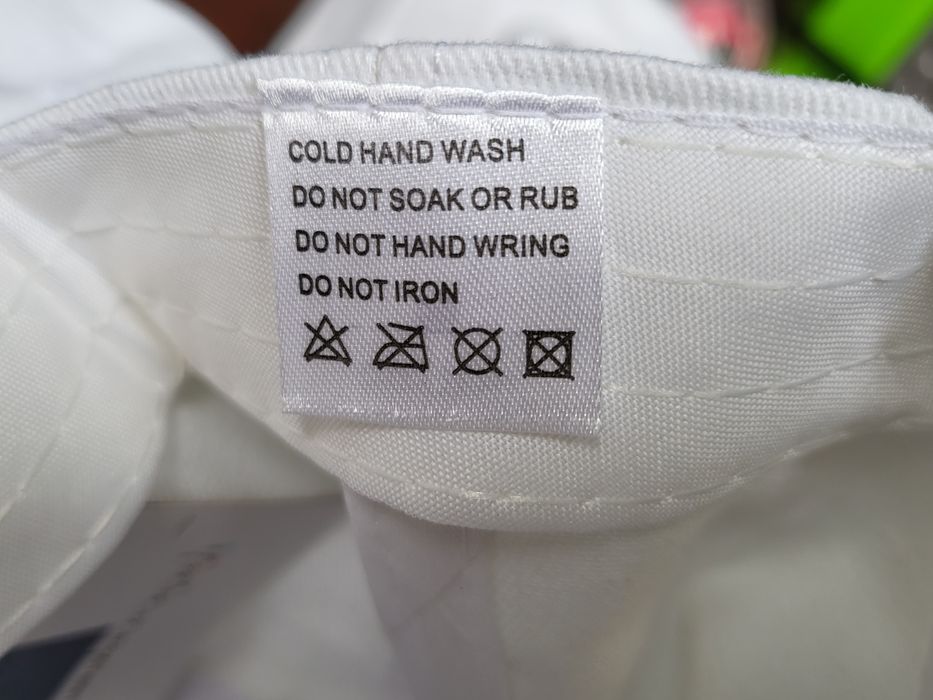 COLD HAND WASH
DO NOT SOAK OR RUB
DO NOT HAND WRING
DO NOT IRON